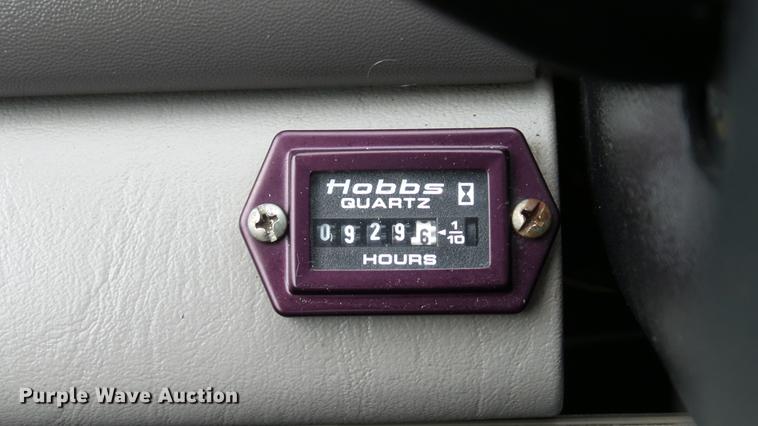 Hobbs
QUARTZ
0929 6 1/10
HOURS
Purple Wave Auction